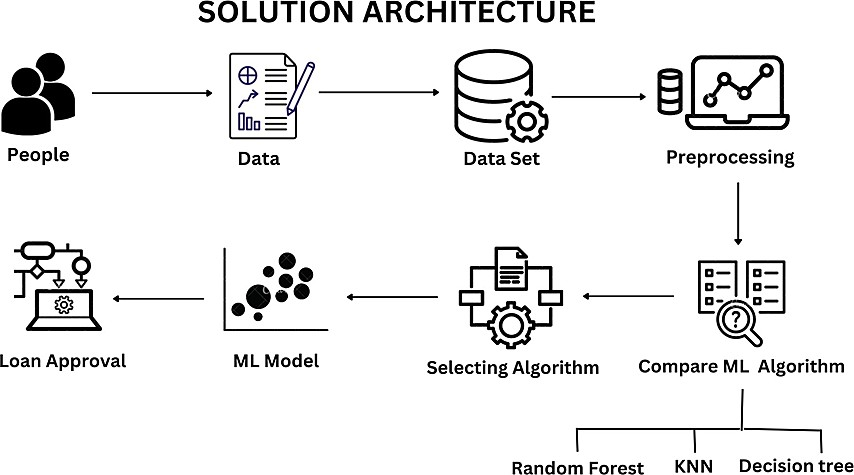 SOLUTION ARCHITECTURE
People
Data
Data Set
Preprocessing
Loan Approval
ML Model
Selecting Algorithm
Compare ML Algorithm
?
Random Forest
KNN
Decision tree